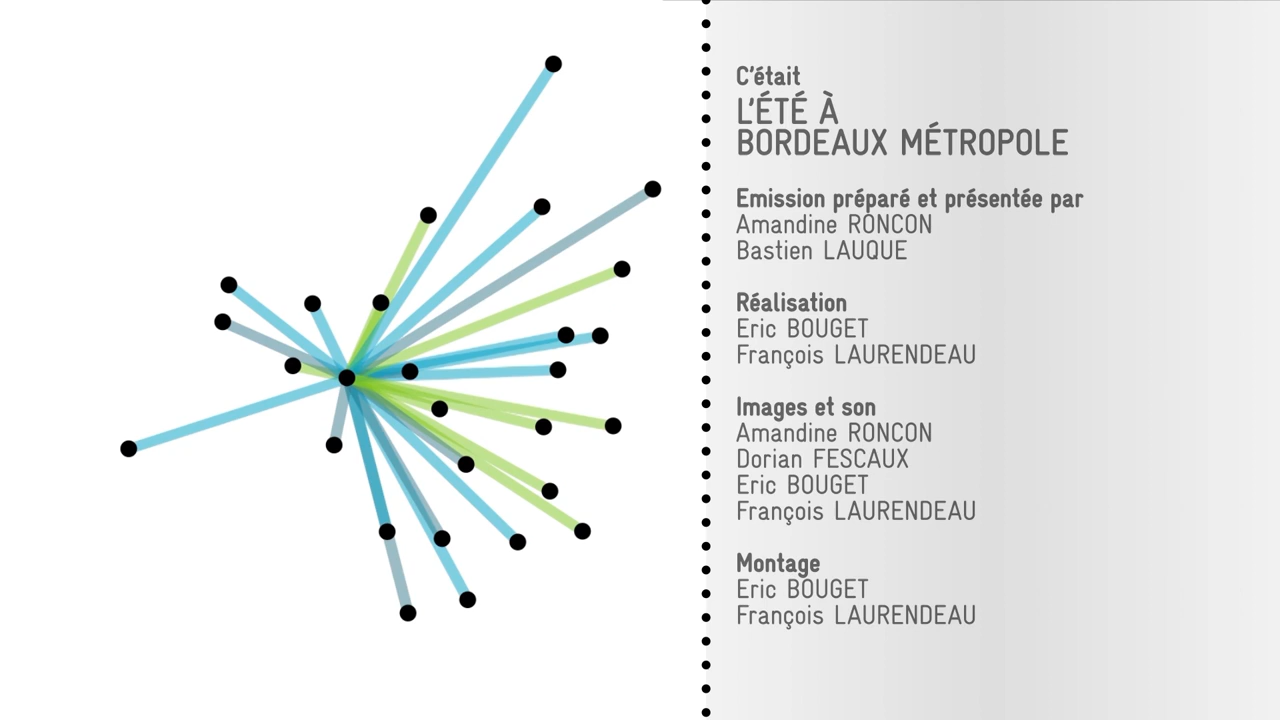 C'était
L'ÉTÉ À
BORDEAUX MÉTROPOLE
Emission préparé et présentée par
Amandine RONCON
Bastien LAUQUE
Réalisation
Eric BOUGET
François LAURENDEAU
Images et son
Amandine RONCON
Dorian FESCAUX
Eric BOUGET
François LAURENDEAU
Montage
Eric BOUGET
François LAURENDEAU